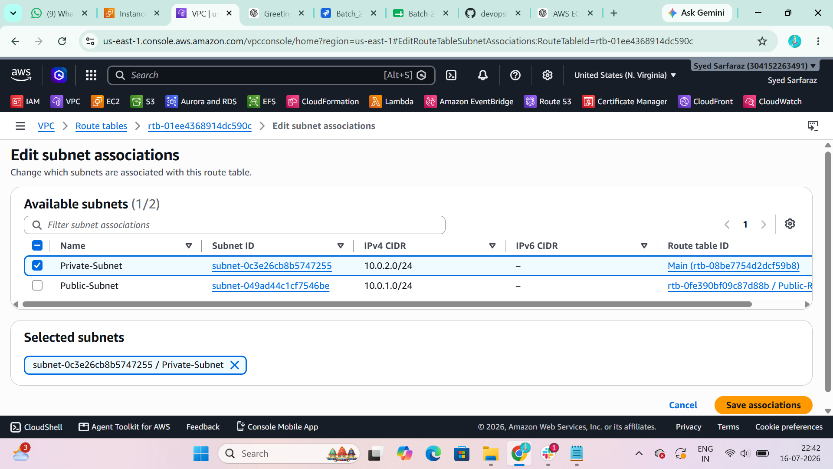 (9) Wha
Instanc
VPC | u
Greetin
Batch_2
Batch-2
devops
AWS EC
Ask Gemini
us-east-1.console.aws.amazon.com/vpcconsole/home?region=us-east-1#EditRouteTableSubnetAssociations:RouteTableId=rtb-01ee4368914dc590c
aws
Search
[Alt+S]
United States (N. Virginia)
Syed Sarfaraz (304152263491)
Syed Sarfaraz
IAM
VPC
EC2
S3
Aurora and RDS
EFS
CloudFormation
Lambda
Amazon EventBridge
Route 53
Certificate Manager
CloudFront
CloudWatch
VPC
Route tables
rtb-01ee4368914dc590c
Edit subnet associations
Edit subnet associations
Change which subnets are associated with this route table.
Available subnets (1/2)
Filter subnet associations
1
Name
Subnet ID
IPv4 CIDR
IPv6 CIDR
Route table ID
Private-Subnet
subnet-0c3e26cb8b5747255
10.0.2.0/24
–
Main (rtb-08be7754d2dcf59b8)
Public-Subnet
subnet-049ad44c1cf7546be
10.0.1.0/24
–
rtb-0fe390bf09c87d88b / Public-R
Selected subnets
subnet-0c3e26cb8b5747255 / Private-Subnet
Cancel
Save associations
CloudShell
Agent Toolkit for AWS
Feedback
Console Mobile App
© 2026, Amazon Web Services, Inc. or its affiliates.
Privacy
Terms
Cookie preferences
3
Search
1
ENG
IN
22:42
16-07-2026